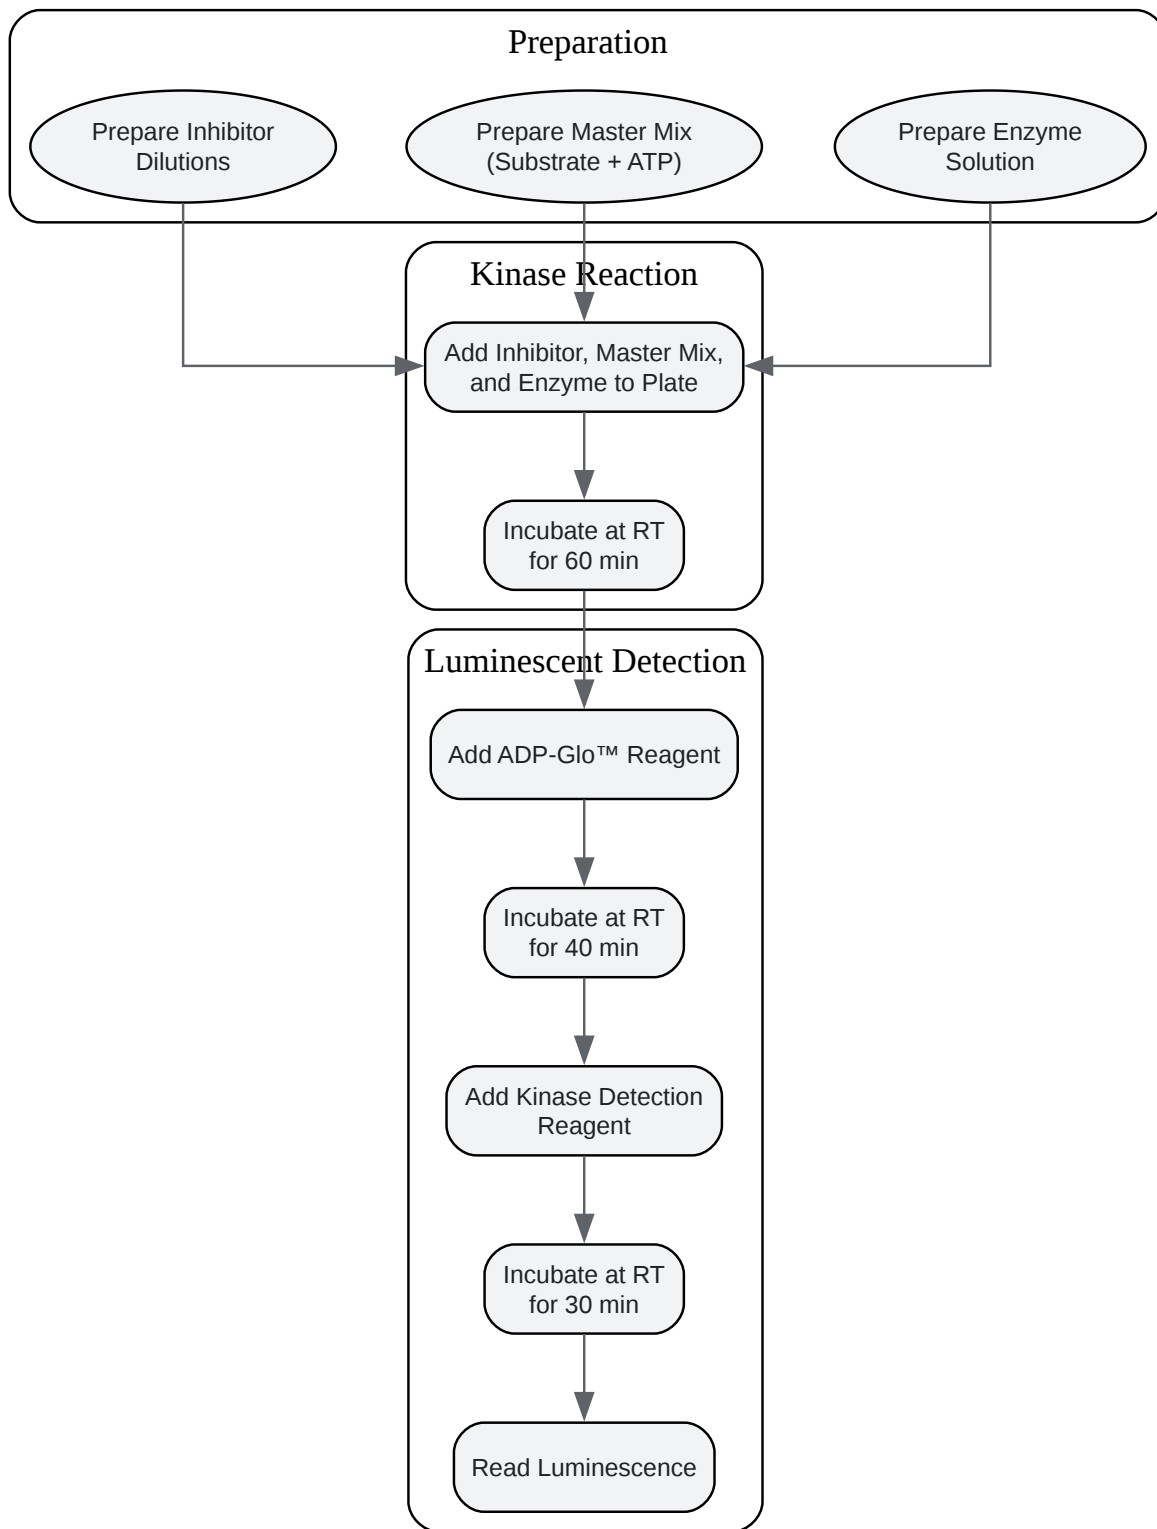 Preparation
Prepare Inhibitor
Dilutions
Prepare Master Mix
(Substrate + ATP)
Prepare Enzyme
Solution
Kinase Reaction
Add Inhibitor, Master Mix,
and Enzyme to Plate
Incubate at RT
for 60 min
Luminescent Detection
Add ADP-Glo™ Reagent
Incubate at RT
for 40 min
Add Kinase Detection
Reagent
Incubate at RT
for 30 min
Read Luminescence